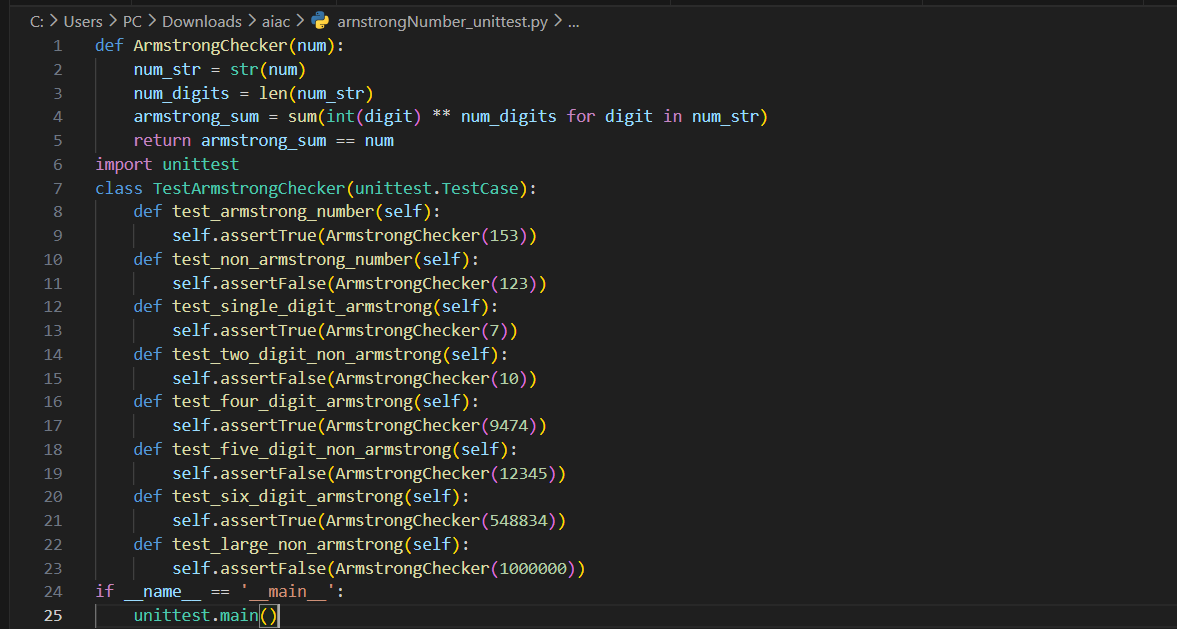 C: > Users > PC > Downloads > aiac > arnstrongNumber_unittest.py > ...
1 def ArmstrongChecker(num):
2     num_str = str(num)
3     num_digits = len(num_str)
4     armstrong_sum = sum(int(digit) ** num_digits for digit in num_str)
5     return armstrong_sum == num
6 import unittest
7 class TestArmstrongChecker(unittest.TestCase):
8     def test_armstrong_number(self):
9         self.assertTrue(ArmstrongChecker(153))
10     def test_non_armstrong_number(self):
11         self.assertFalse(ArmstrongChecker(123))
12     def test_single_digit_armstrong(self):
13         self.assertTrue(ArmstrongChecker(7))
14     def test_two_digit_non_armstrong(self):
15         self.assertFalse(ArmstrongChecker(10))
16     def test_four_digit_armstrong(self):
17         self.assertTrue(ArmstrongChecker(9474))
18     def test_five_digit_non_armstrong(self):
19         self.assertFalse(ArmstrongChecker(12345))
20     def test_six_digit_armstrong(self):
21         self.assertTrue(ArmstrongChecker(548834))
22     def test_large_non_armstrong(self):
23         self.assertFalse(ArmstrongChecker(1000000))
24 if __name__ == '__main__':
25     unittest.main()